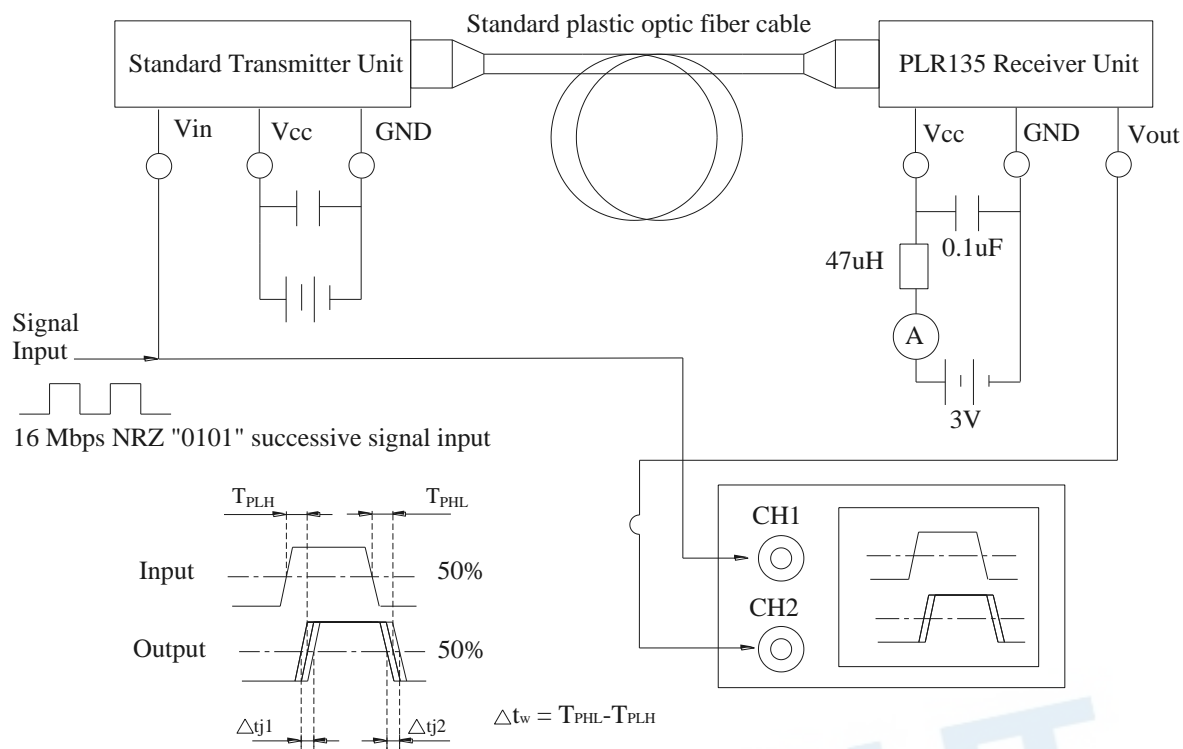 Standard plastic optic fiber cable
Standard Transmitter Unit
PLR135 Receiver Unit
Vin
Vcc
GND
Vcc
GND
Vout
47uH
0.1uF
A
3V
Signal
Input
16 Mbps NRZ "0101" successive signal input
TPLH
TPHL
Input
50%
Output
50%
△tj1
△tj2
△tw = TPHL-TPLH
CH1
CH2